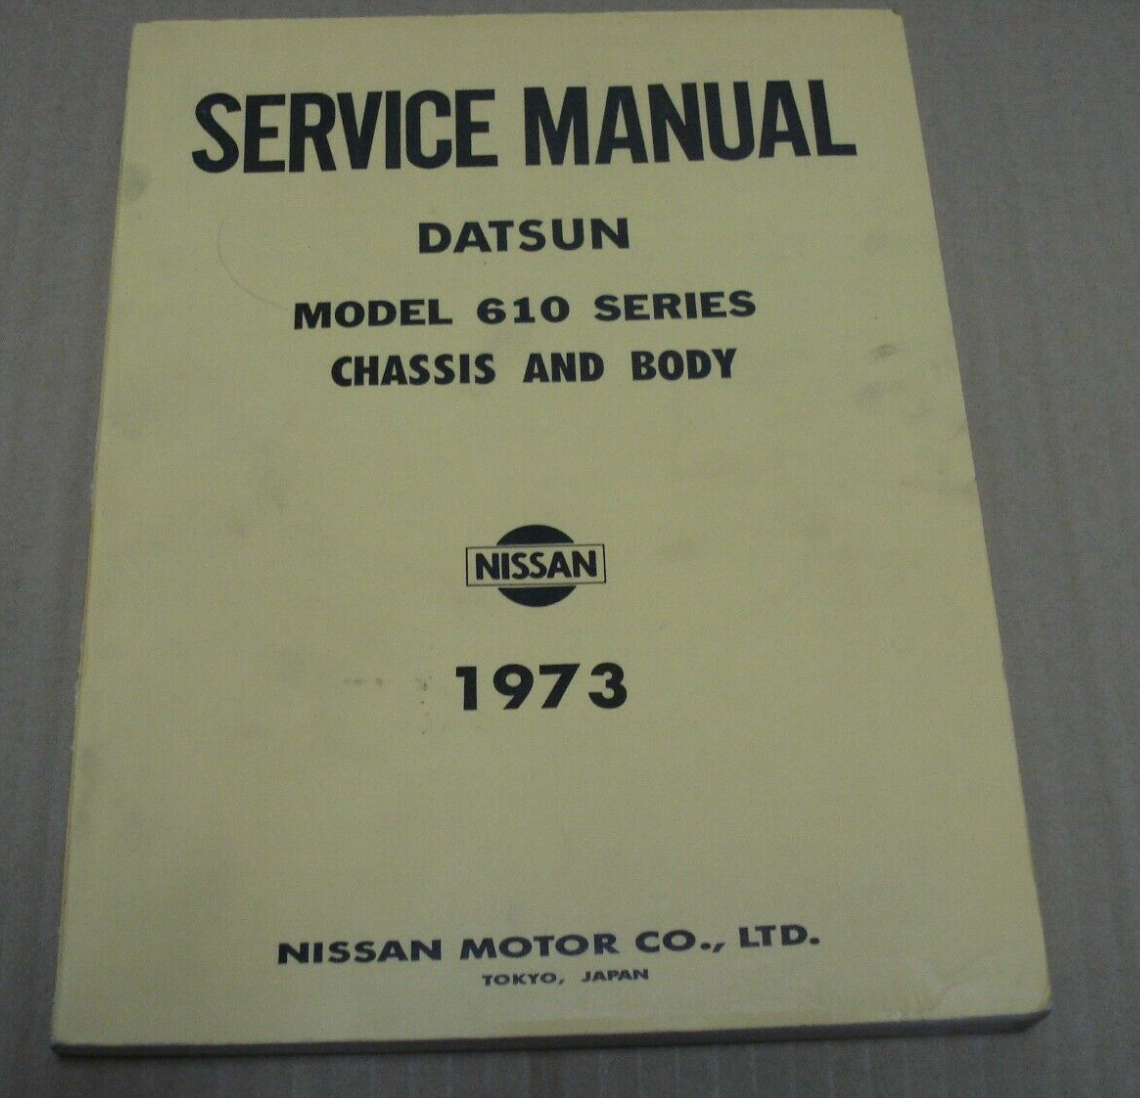 SERVICE MANUAL
DATSUN
MODEL 610 SERIES
CHASSIS AND BODY
NISSAN
1973
NISSAN MOTOR CO., LTD.
TOKYO, JAPAN